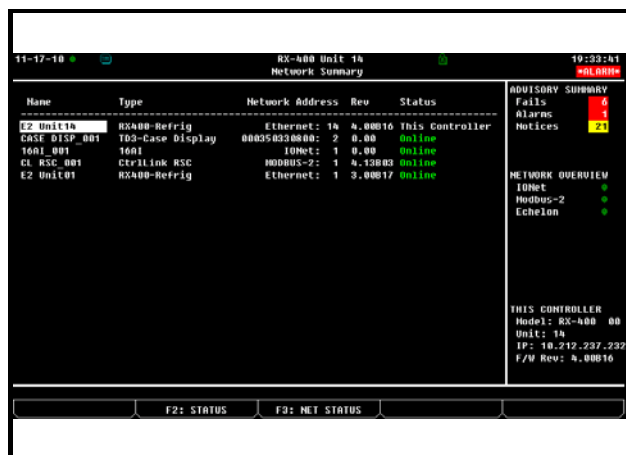 11-17-10 RX-400 Unit 14 19:33:41
Network Summary *ALARM*
Name Type Network Address Rev Status
E2 Unit14 RX400-Refrig Ethernet: 14 4.00B16 This Controller
CASE DISP_001 TD3-Case Display 000350330800: 2 0.00 Online
16AI_001 16AI IONet: 1 0.00 Online
CL RSC_001 CtrlLink RSC MODBUS-2: 1 4.13B03 Online
E2 Unit01 RX400-Refrig Ethernet: 1 3.00B17 Online
ADVISORY SUMMARY
Fails 6
Alarms 1
Notices 21
NETWORK OVERVIEW
IONet
Modbus-2
Echelon
THIS CONTROLLER
Model: RX-400 00
Unit: 14
IP: 10.212.237.232
F/W Rev: 4.00B16
F2: STATUS F3: NET STATUS